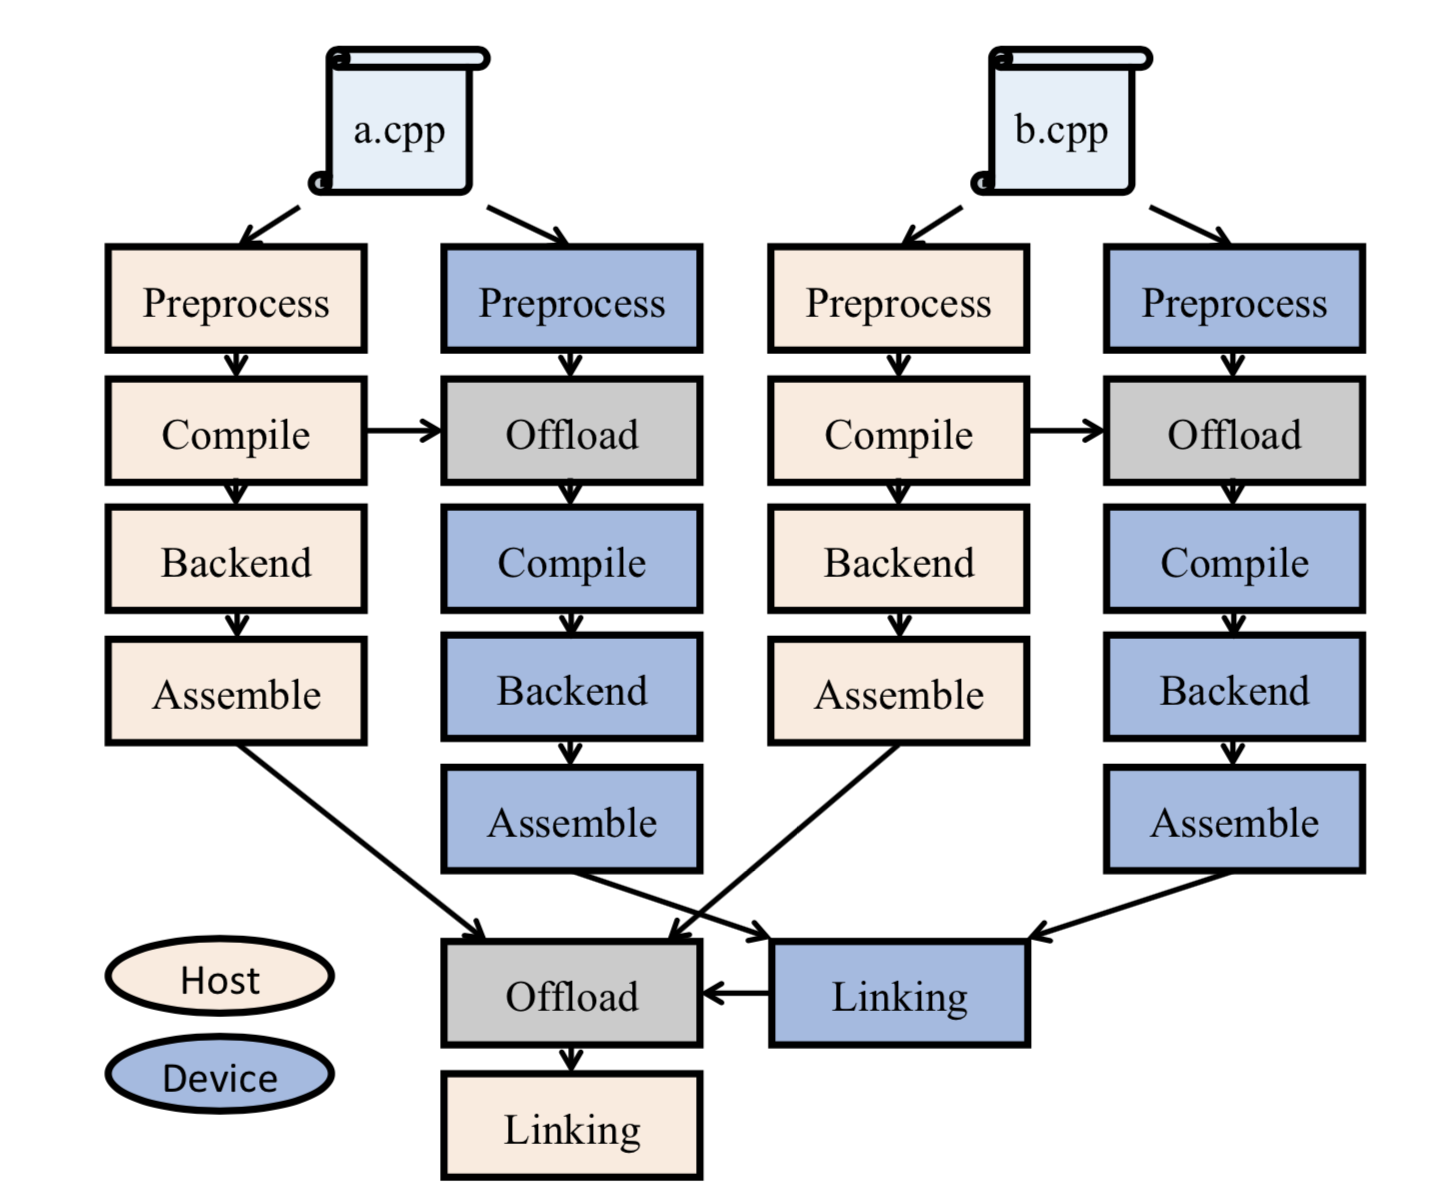 a.cpp
b.cpp
Preprocess
Preprocess
Preprocess
Preprocess
Compile
Offload
Compile
Offload
Backend
Compile
Backend
Compile
Assemble
Backend
Assemble
Backend
Assemble
Assemble
Host
Offload
Linking
Device
Linking